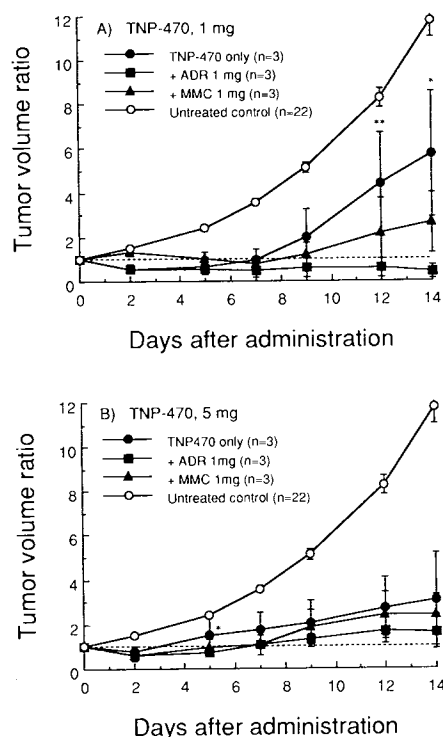 A) TNP-470, 1 mg
TNP-470 only (n=3)
+ ADR 1 mg (n=3)
+ MMC 1 mg (n=3)
Untreated control (n=22)
12
10
8
6
4
2
0
Tumor volume ratio
**
*
0 2 4 6 8 10 12 14
Days after administration
B) TNP-470, 5 mg
TNP470 only (n=3)
+ ADR 1mg (n=3)
+ MMC 1mg (n=3)
Untreated control (n=22)
12
10
8
6
4
2
0
Tumor volume ratio
*
0 2 4 6 8 10 12 14
Days after administration